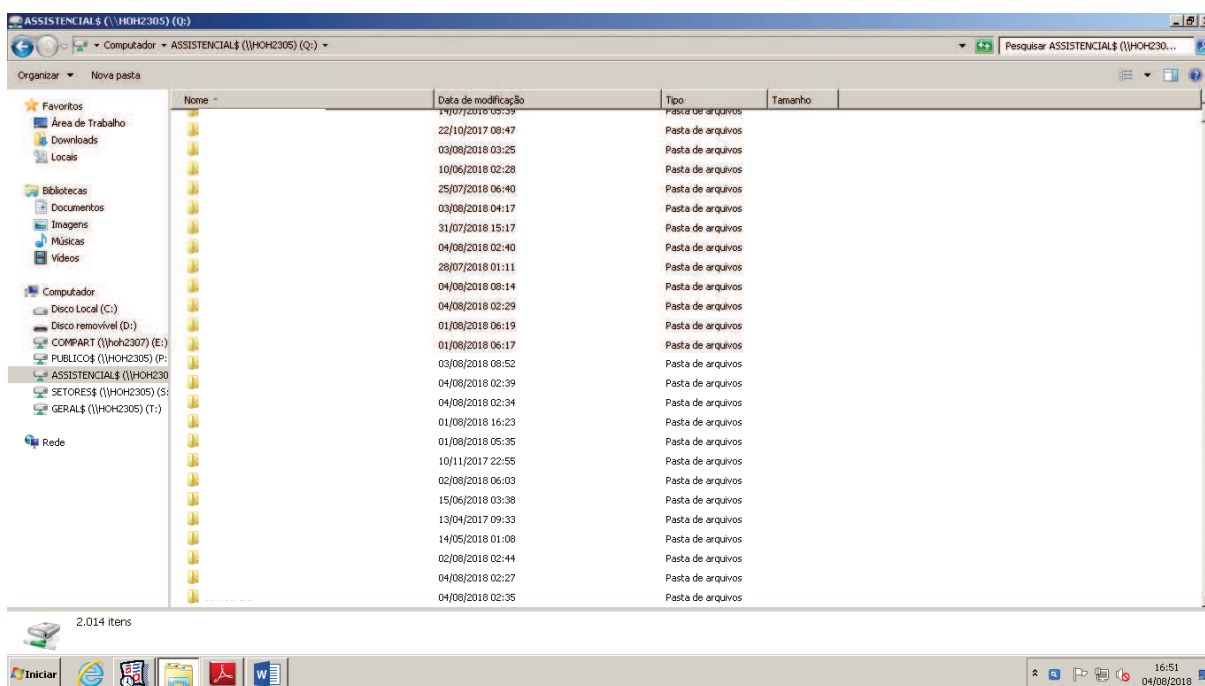 ASSISTENCIAL$ (\\HOH2305) (Q:)
Computador ASSISTENCIAL$ (\\HOH2305) (Q:) Pesquisar ASSISTENCIAL$ (\\HOH230...
Organizar Nova pasta
Nome Data de modificação Tipo Tamanho
Favoritos
Área de Trabalho
Downloads
Locais
Bibliotecas
Documentos
Imagens
Músicas
Vídeos
Computador
Disco Local (C:)
Disco removível (D:)
COMPART (\\hoh2307) (E:)
PUBLICO$ (\\HOH2305) (P:
ASSISTENCIAL$ (\\HOH230
SETORES$ (\\HOH2305) (S:
GERAL$ (\\HOH2305) (T:)
Rede
14/07/2018 05:39 Pasta de arquivos
22/10/2017 08:47 Pasta de arquivos
03/08/2018 03:25 Pasta de arquivos
10/06/2018 02:28 Pasta de arquivos
25/07/2018 06:40 Pasta de arquivos
03/08/2018 04:17 Pasta de arquivos
31/07/2018 15:17 Pasta de arquivos
04/08/2018 02:40 Pasta de arquivos
28/07/2018 01:11 Pasta de arquivos
04/08/2018 08:14 Pasta de arquivos
04/08/2018 02:29 Pasta de arquivos
01/08/2018 06:19 Pasta de arquivos
01/08/2018 06:17 Pasta de arquivos
03/08/2018 08:52 Pasta de arquivos
04/08/2018 02:39 Pasta de arquivos
04/08/2018 02:34 Pasta de arquivos
01/08/2018 16:23 Pasta de arquivos
01/08/2018 05:35 Pasta de arquivos
10/11/2017 22:55 Pasta de arquivos
02/08/2018 06:03 Pasta de arquivos
15/06/2018 03:38 Pasta de arquivos
13/04/2017 09:33 Pasta de arquivos
14/05/2018 01:08 Pasta de arquivos
02/08/2018 02:44 Pasta de arquivos
04/08/2018 02:27 Pasta de arquivos
04/08/2018 02:35 Pasta de arquivos
2.014 itens
Iniciar
16:51
04/08/2018